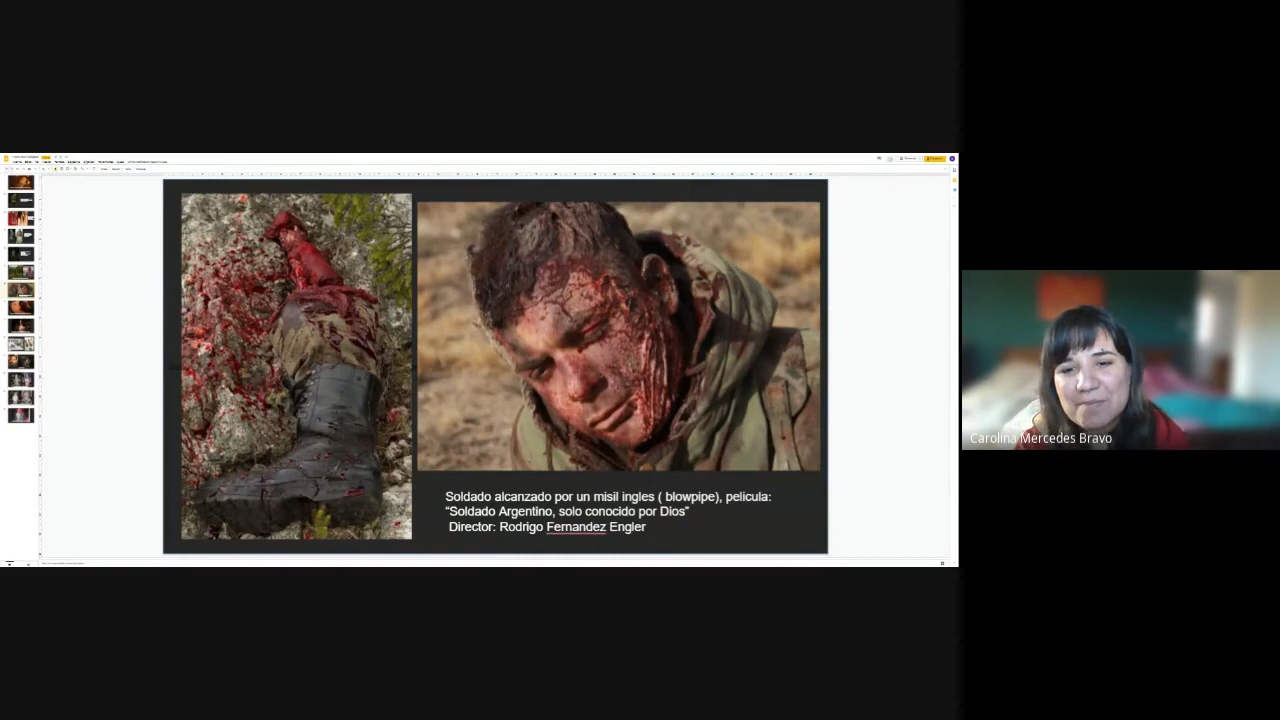 Soldado alcanzado por un misil ingles ( blowpipe), pelicula:
“Soldado Argentino, solo conocido por Dios”
Director: Rodrigo Fernandez Engler
Carolina Mercedes Bravo